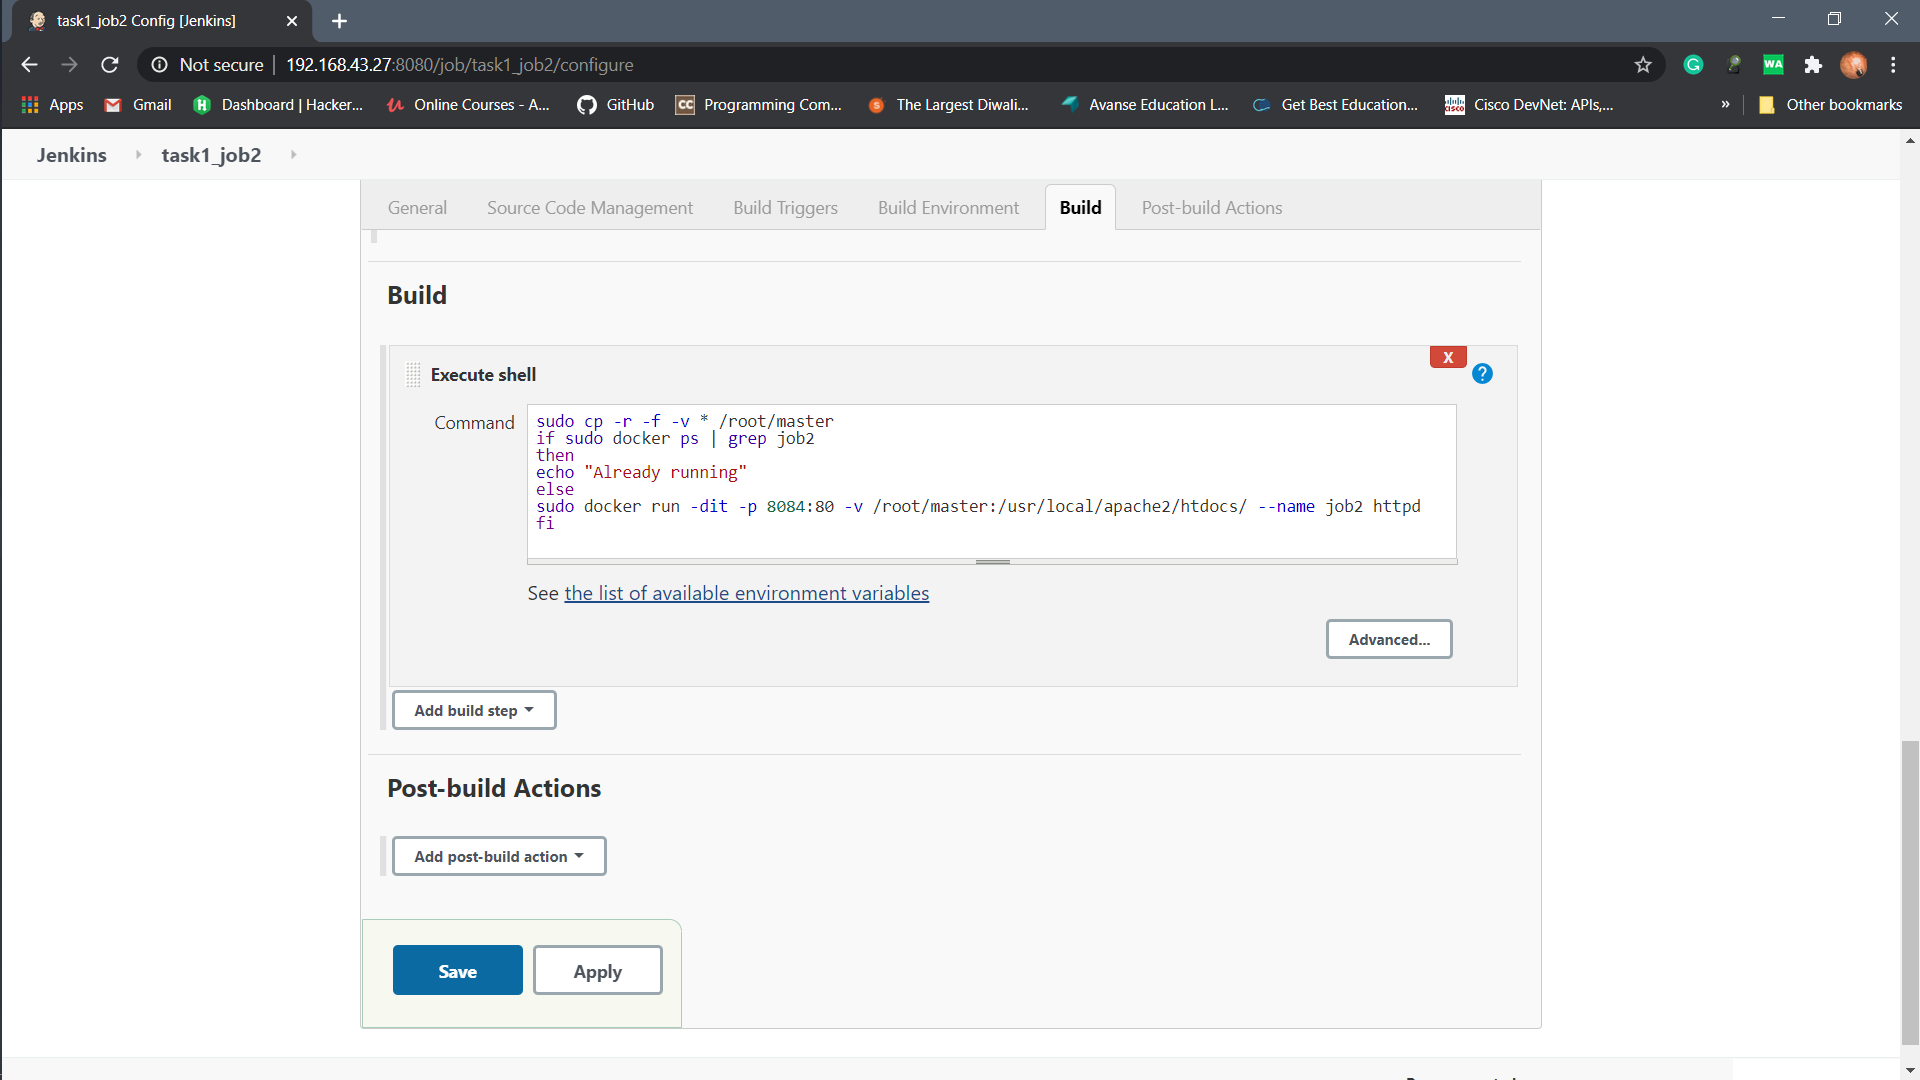 task1_job2 Config [Jenkins]
Not secure 192.168.43.27:8080/job/task1_job2/configure
WA
Apps Gmail Dashboard | Hacker... Online Courses - A... GitHub CC Programming Com... The Largest Diwali... Avanse Education L... Get Best Education... Cisco DevNet: APIs,... » Other bookmarks
Jenkins task1_job2
General Source Code Management Build Triggers Build Environment Build Post-build Actions
Build
X
Execute shell ?
Command
sudo cp -r -f -v * /root/master
if sudo docker ps | grep job2
then
echo "Already running"
else
sudo docker run -dit -p 8084:80 -v /root/master:/usr/local/apache2/htdocs/ --name job2 httpd
fi
See the list of available environment variables
Advanced...
Add build step
Post-build Actions
Add post-build action
Save Apply